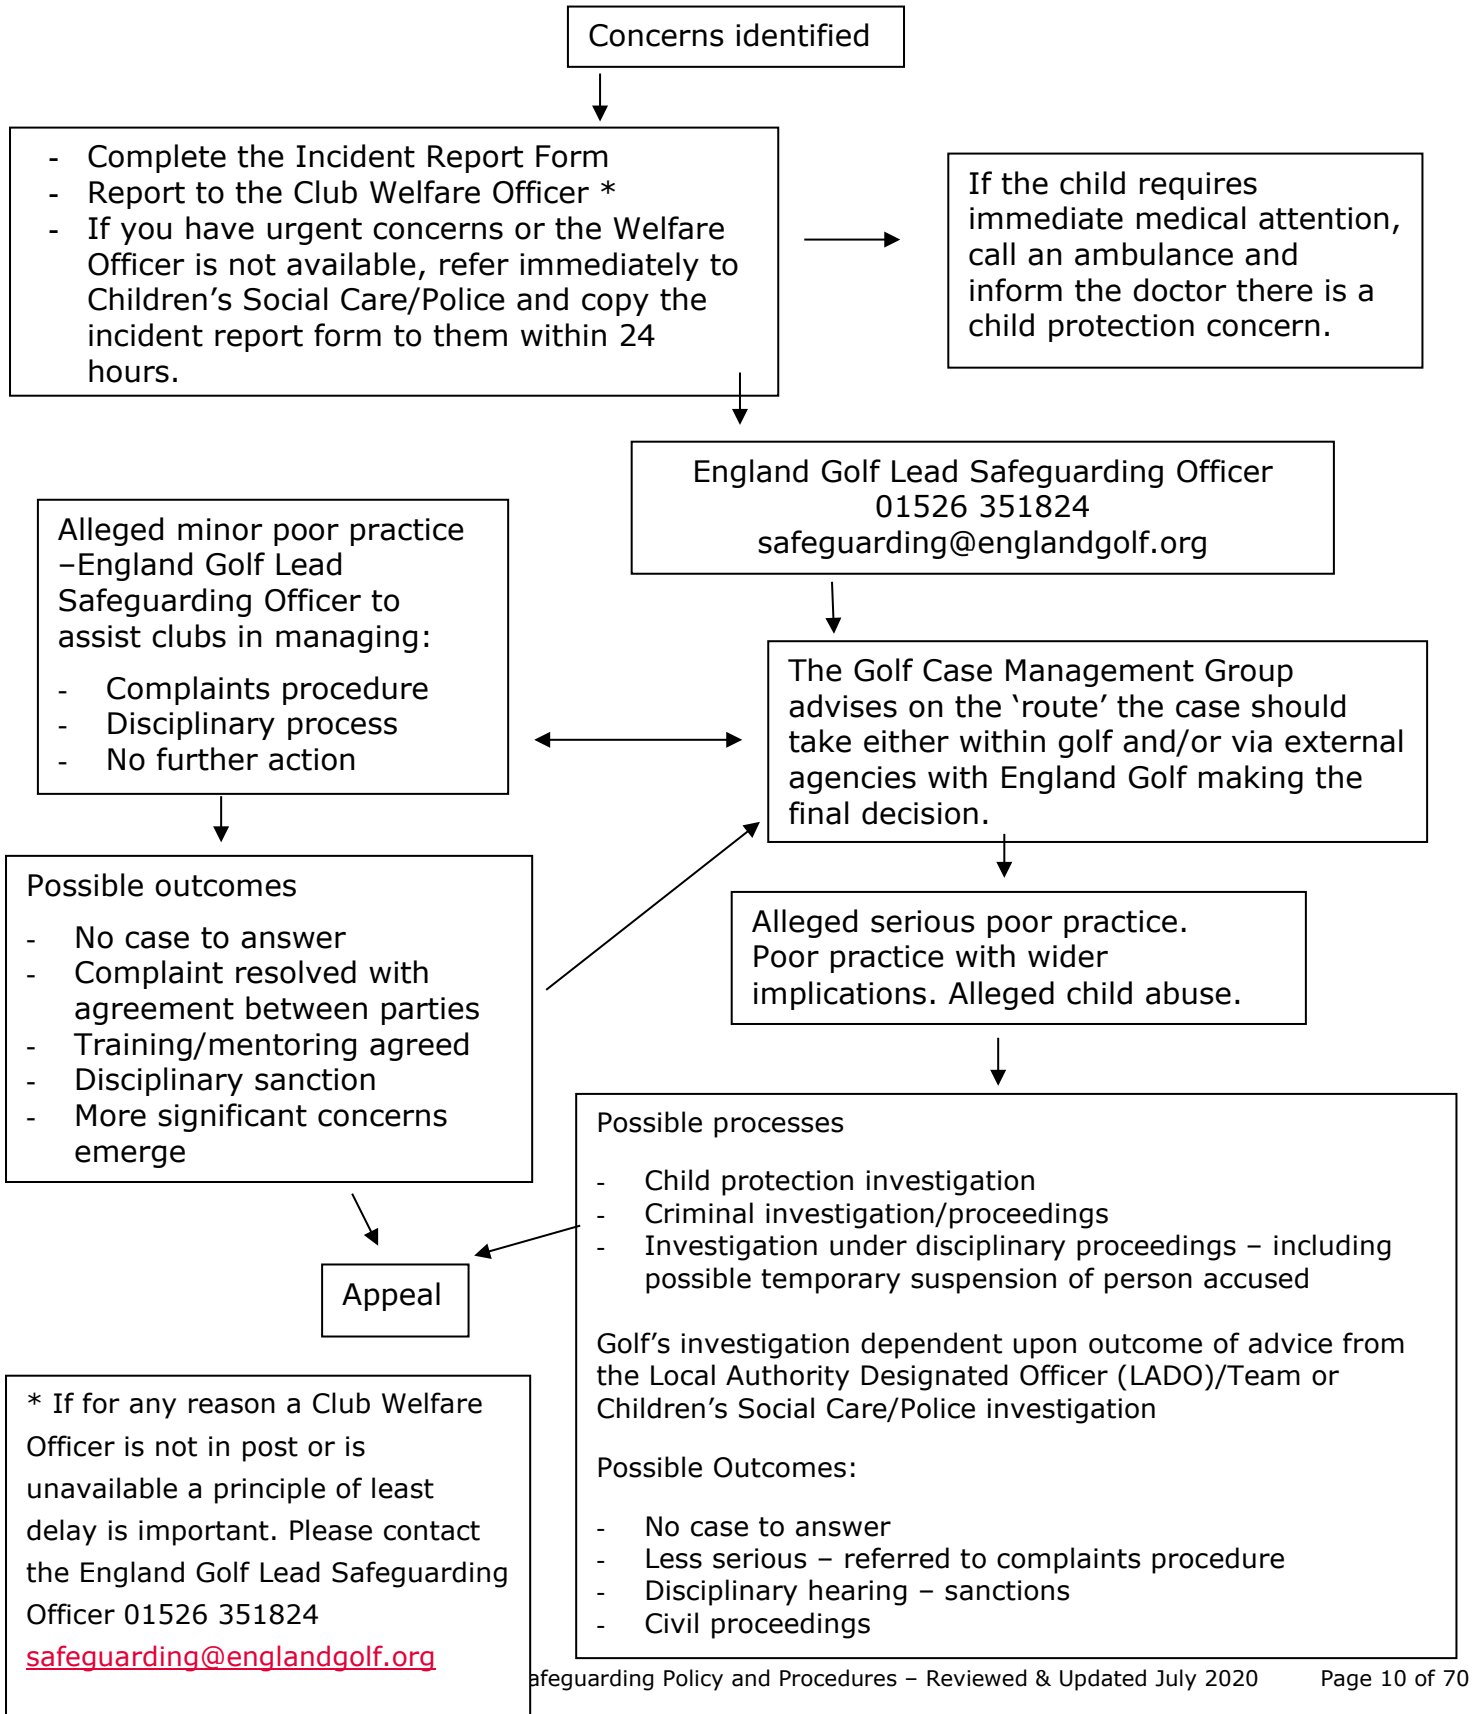 Concerns identified
- Complete the Incident Report Form
- Report to the Club Welfare Officer *
- If you have urgent concerns or the Welfare
Officer is not available, refer immediately to
Children’s Social Care/Police and copy the
incident report form to them within 24
hours.
If the child requires
immediate medical attention,
call an ambulance and
inform the doctor there is a
child protection concern.
England Golf Lead Safeguarding Officer
01526 351824
safeguarding@englandgolf.org
Alleged minor poor practice
–England Golf Lead
Safeguarding Officer to
assist clubs in managing:
- Complaints procedure
- Disciplinary process
- No further action
The Golf Case Management Group
advises on the ‘route’ the case should
take either within golf and/or via external
agencies with England Golf making the
final decision.
Possible outcomes
- No case to answer
- Complaint resolved with
agreement between parties
- Training/mentoring agreed
- Disciplinary sanction
- More significant concerns
emerge
Alleged serious poor practice.
Poor practice with wider
implications. Alleged child abuse.
Possible processes
- Child protection investigation
- Criminal investigation/proceedings
- Investigation under disciplinary proceedings – including
possible temporary suspension of person accused
Golf’s investigation dependent upon outcome of advice from
the Local Authority Designated Officer (LADO)/Team or
Children’s Social Care/Police investigation
Possible Outcomes:
- No case to answer
- Less serious – referred to complaints procedure
- Disciplinary hearing – sanctions
- Civil proceedings
Appeal
* If for any reason a Club Welfare
Officer is not in post or is
unavailable a principle of least
delay is important. Please contact
the England Golf Lead Safeguarding
Officer 01526 351824
safeguarding@englandgolf.org
afeguarding Policy and Procedures – Reviewed & Updated July 2020 Page 10 of 70